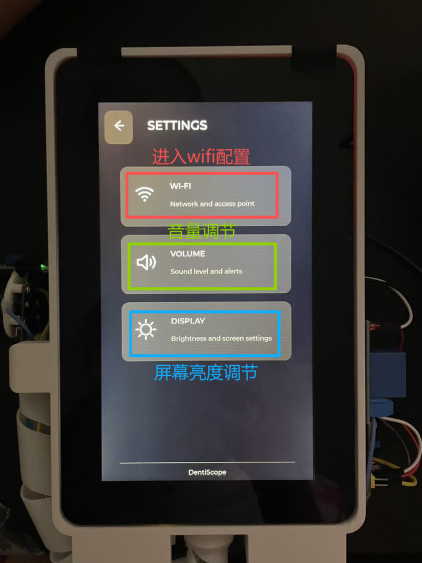 SETTINGS
进入wifi配置
WI-FI
Network and access point
音量调节
VOLUME
Sound level and alerts
DISPLAY
Brightness and screen settings
屏幕亮度调节
DentiScope